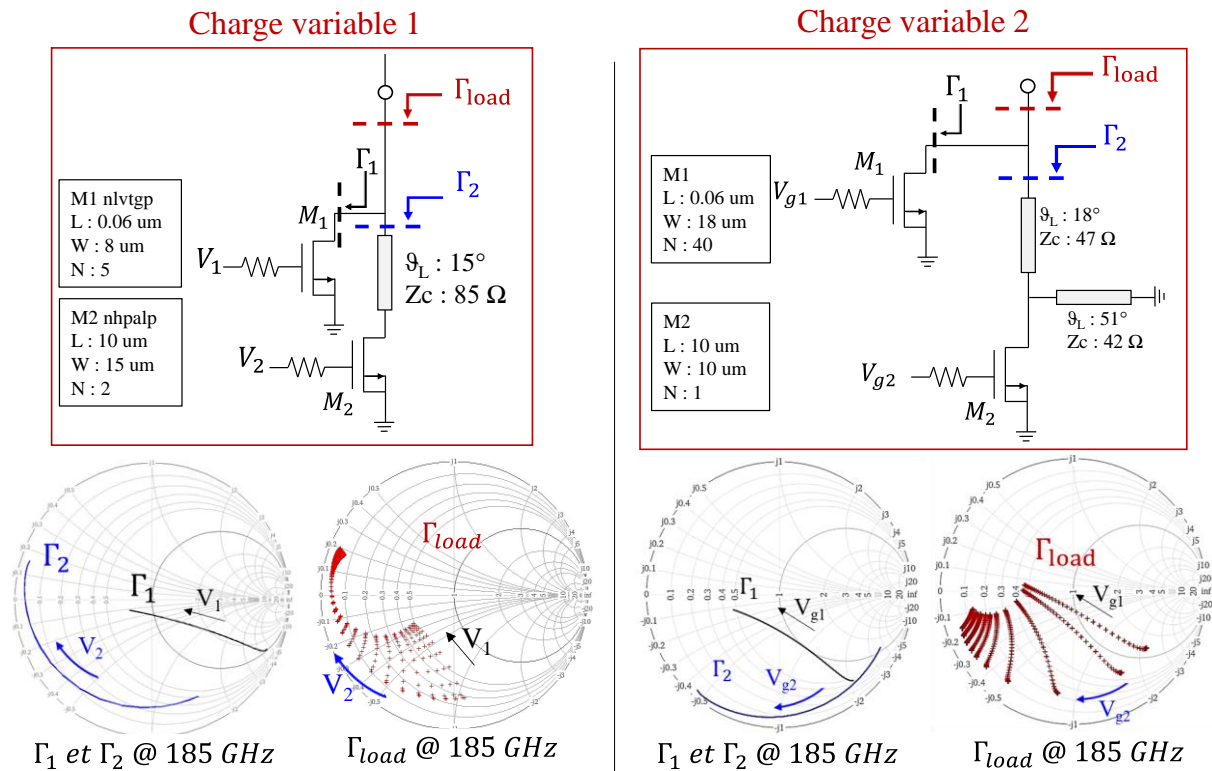 Charge variable 1
Γload
Γ1
Γ2
M1 nlvtgp
L : 0.06 um
W : 8 um
N : 5
M1
V1
ϑL : 15°
Zc : 85 Ω
M2 nhpalp
L : 10 um
W : 15 um
N : 2
V2
M2
Γ2
Γ1
V1
V2
Γload
V1
V2
Γ1 et Γ2 @ 185 GHz
Γload @ 185 GHz
Charge variable 2
Γload
Γ1
Γ2
M1
L : 0.06 um
W : 18 um
N : 40
M1
Vg1
ϑL : 18°
Zc : 47 Ω
ϑL : 51°
Zc : 42 Ω
M2
L : 10 um
W : 10 um
N : 1
Vg2
M2
Γ1
Vg1
Γ2
Vg2
Γload
Vg1
Vg2
Γ1 et Γ2 @ 185 GHz
Γload @ 185 GHz